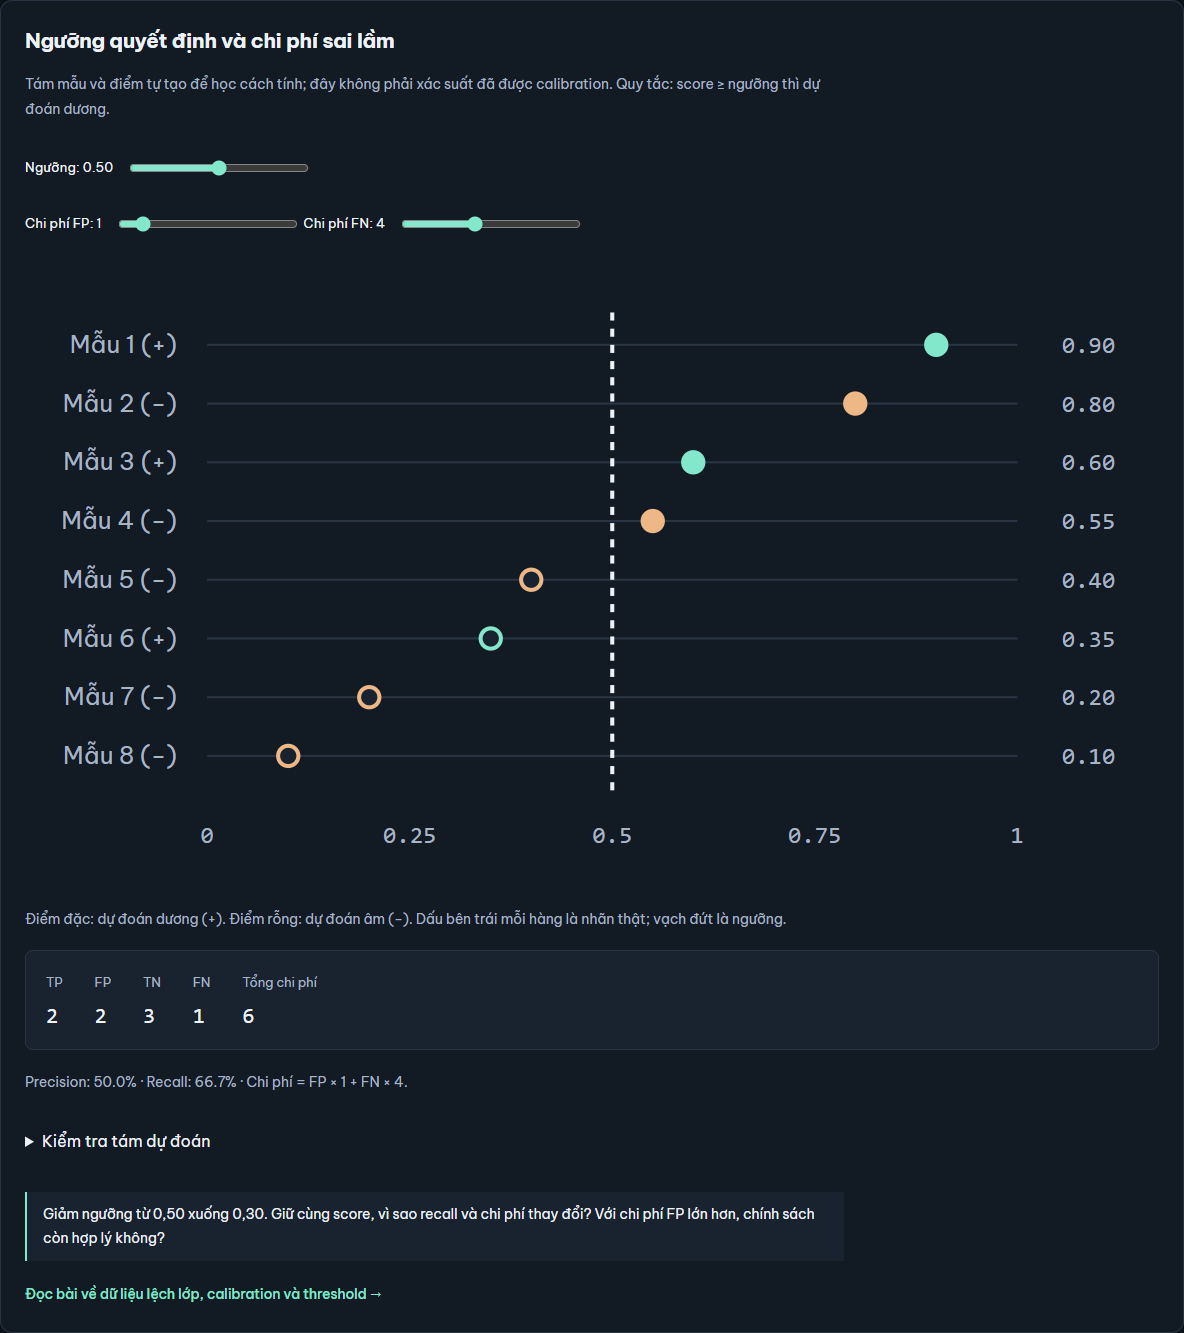 Ngưỡng quyết định và chi phí sai lầm
Tám mẫu và điểm tự tạo để học cách tính; đây không phải xác suất đã được calibration. Quy tắc: score ≥ ngưỡng thì dự
đoán dương.
Ngưỡng: 0.50
Chi phí FP: 1 Chi phí FN: 4
Mẫu 1 (+) 0.90
Mẫu 2 (−) 0.80
Mẫu 3 (+) 0.60
Mẫu 4 (−) 0.55
Mẫu 5 (−) 0.40
Mẫu 6 (+) 0.35
Mẫu 7 (−) 0.20
Mẫu 8 (−) 0.10
0 0.25 0.5 0.75 1
Điểm đặc: dự đoán dương (+). Điểm rỗng: dự đoán âm (−). Dấu bên trái mỗi hàng là nhãn thật; vạch đứt là ngưỡng.
TP FP TN FN Tổng chi phí
2 2 3 1 6
Precision: 50.0% · Recall: 66.7% · Chi phí = FP × 1 + FN × 4.
▶ Kiểm tra tám dự đoán
Giảm ngưỡng từ 0,50 xuống 0,30. Giữ cùng score, vì sao recall và chi phí thay đổi? Với chi phí FP lớn hơn, chính sách
còn hợp lý không?
Đọc bài về dữ liệu lệch lớp, calibration và threshold →